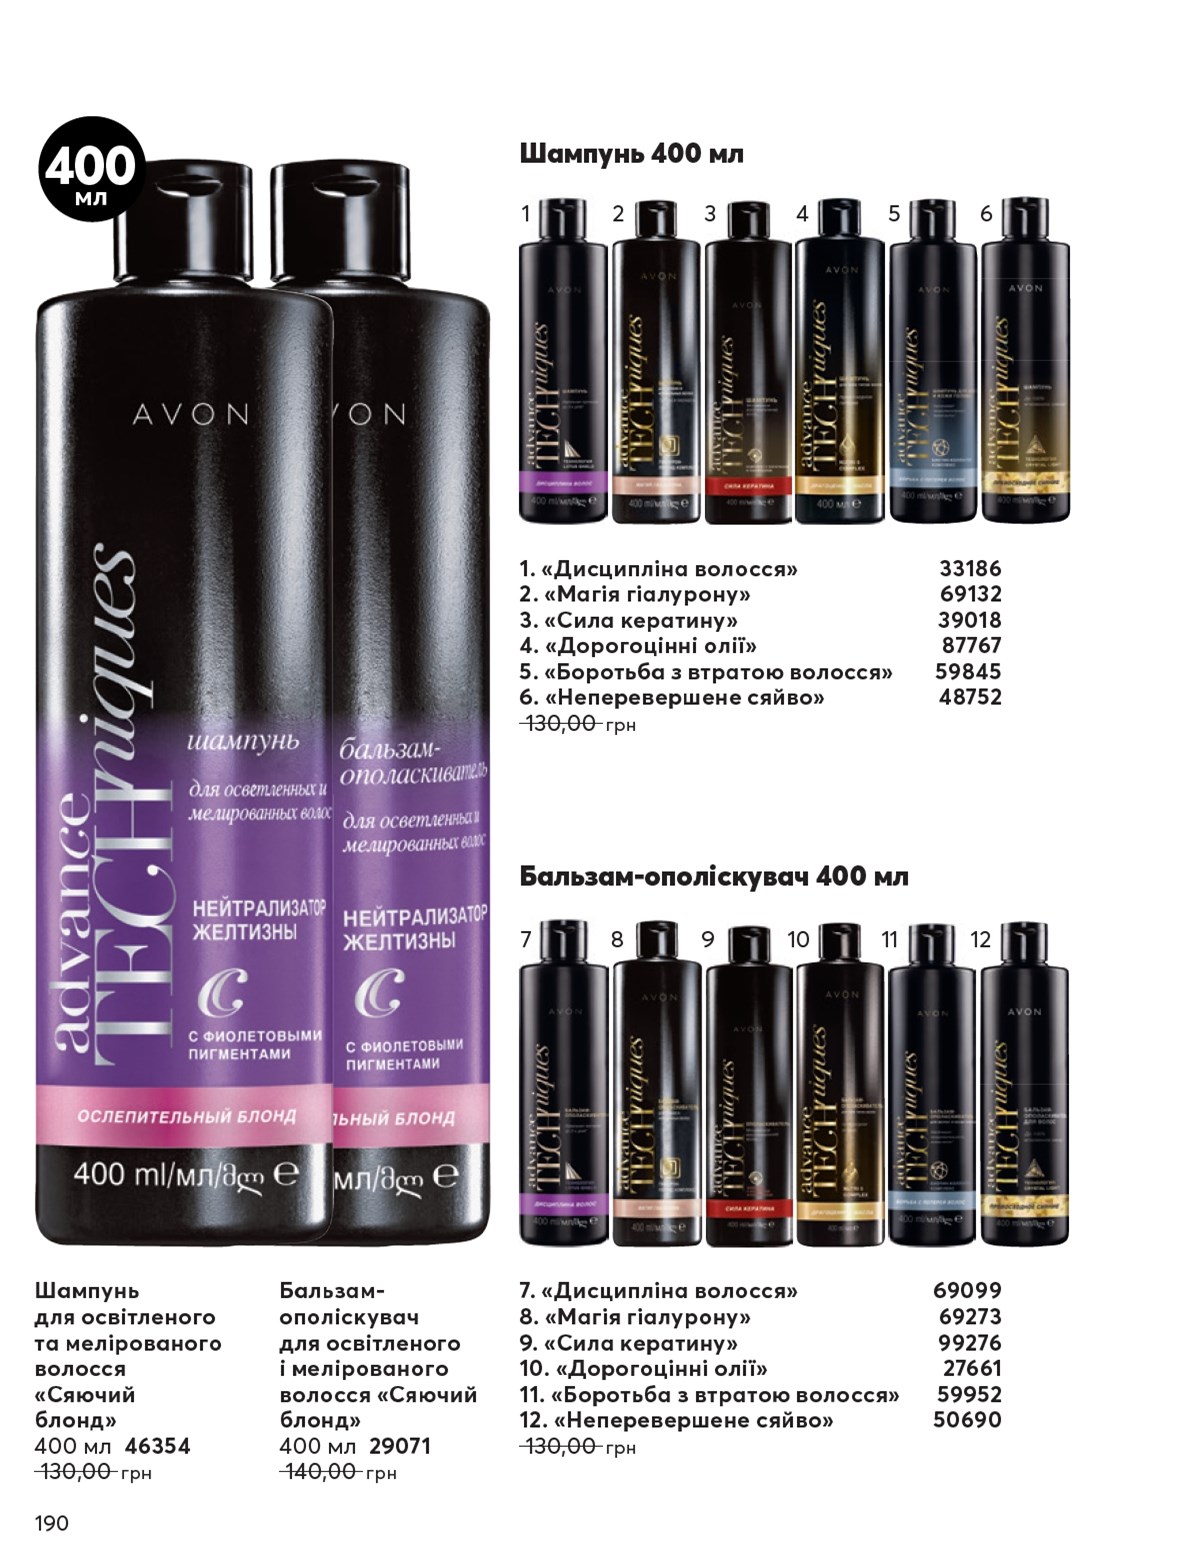 400
мл
AVON
advance
TECHniques
шампунь
для осветленных и
мелированных волос
НЕЙТРАЛИЗАТОР
ЖЕЛТИЗНЫ
С ФИОЛЕТОВЫМИ
ПИГМЕНТАМИ
ОСЛЕПИТЕЛЬНЫЙ БЛОНД
400 ml/мл/მლ e
VON
бальзам-
ополаскиватель
для осветленных и
мелированных волос
НЕЙТРАЛИЗАТОР
ЖЕЛТИЗНЫ
С ФИОЛЕТОВЫМИ
ПИГМЕНТАМИ
ЛЬНЫЙ БЛОНД
мл/მლ e
Шампунь
для освітленого
та мелірованого
волосся
«Сяючий
блонд»
400 мл 46354
130,00 грн
Бальзам-
ополіскувач
для освітленого
і мелірованого
волосся «Сяючий
блонд»
400 мл 29071
140,00 грн
Шампунь 400 мл
1 2 3 4 5 6
1. «Дисципліна волосся» 33186
2. «Магія гіалурону» 69132
3. «Сила кератину» 39018
4. «Дорогоцінні олії» 87767
5. «Боротьба з втратою волосся» 59845
6. «Неперевершене сяйво» 48752
130,00 грн
Бальзам-ополіскувач 400 мл
7 8 9 10 11 12
7. «Дисципліна волосся» 69099
8. «Магія гіалурону» 69273
9. «Сила кератину» 99276
10. «Дорогоцінні олії» 27661
11. «Боротьба з втратою волосся» 59952
12. «Неперевершене сяйво» 50690
130,00 грн
190